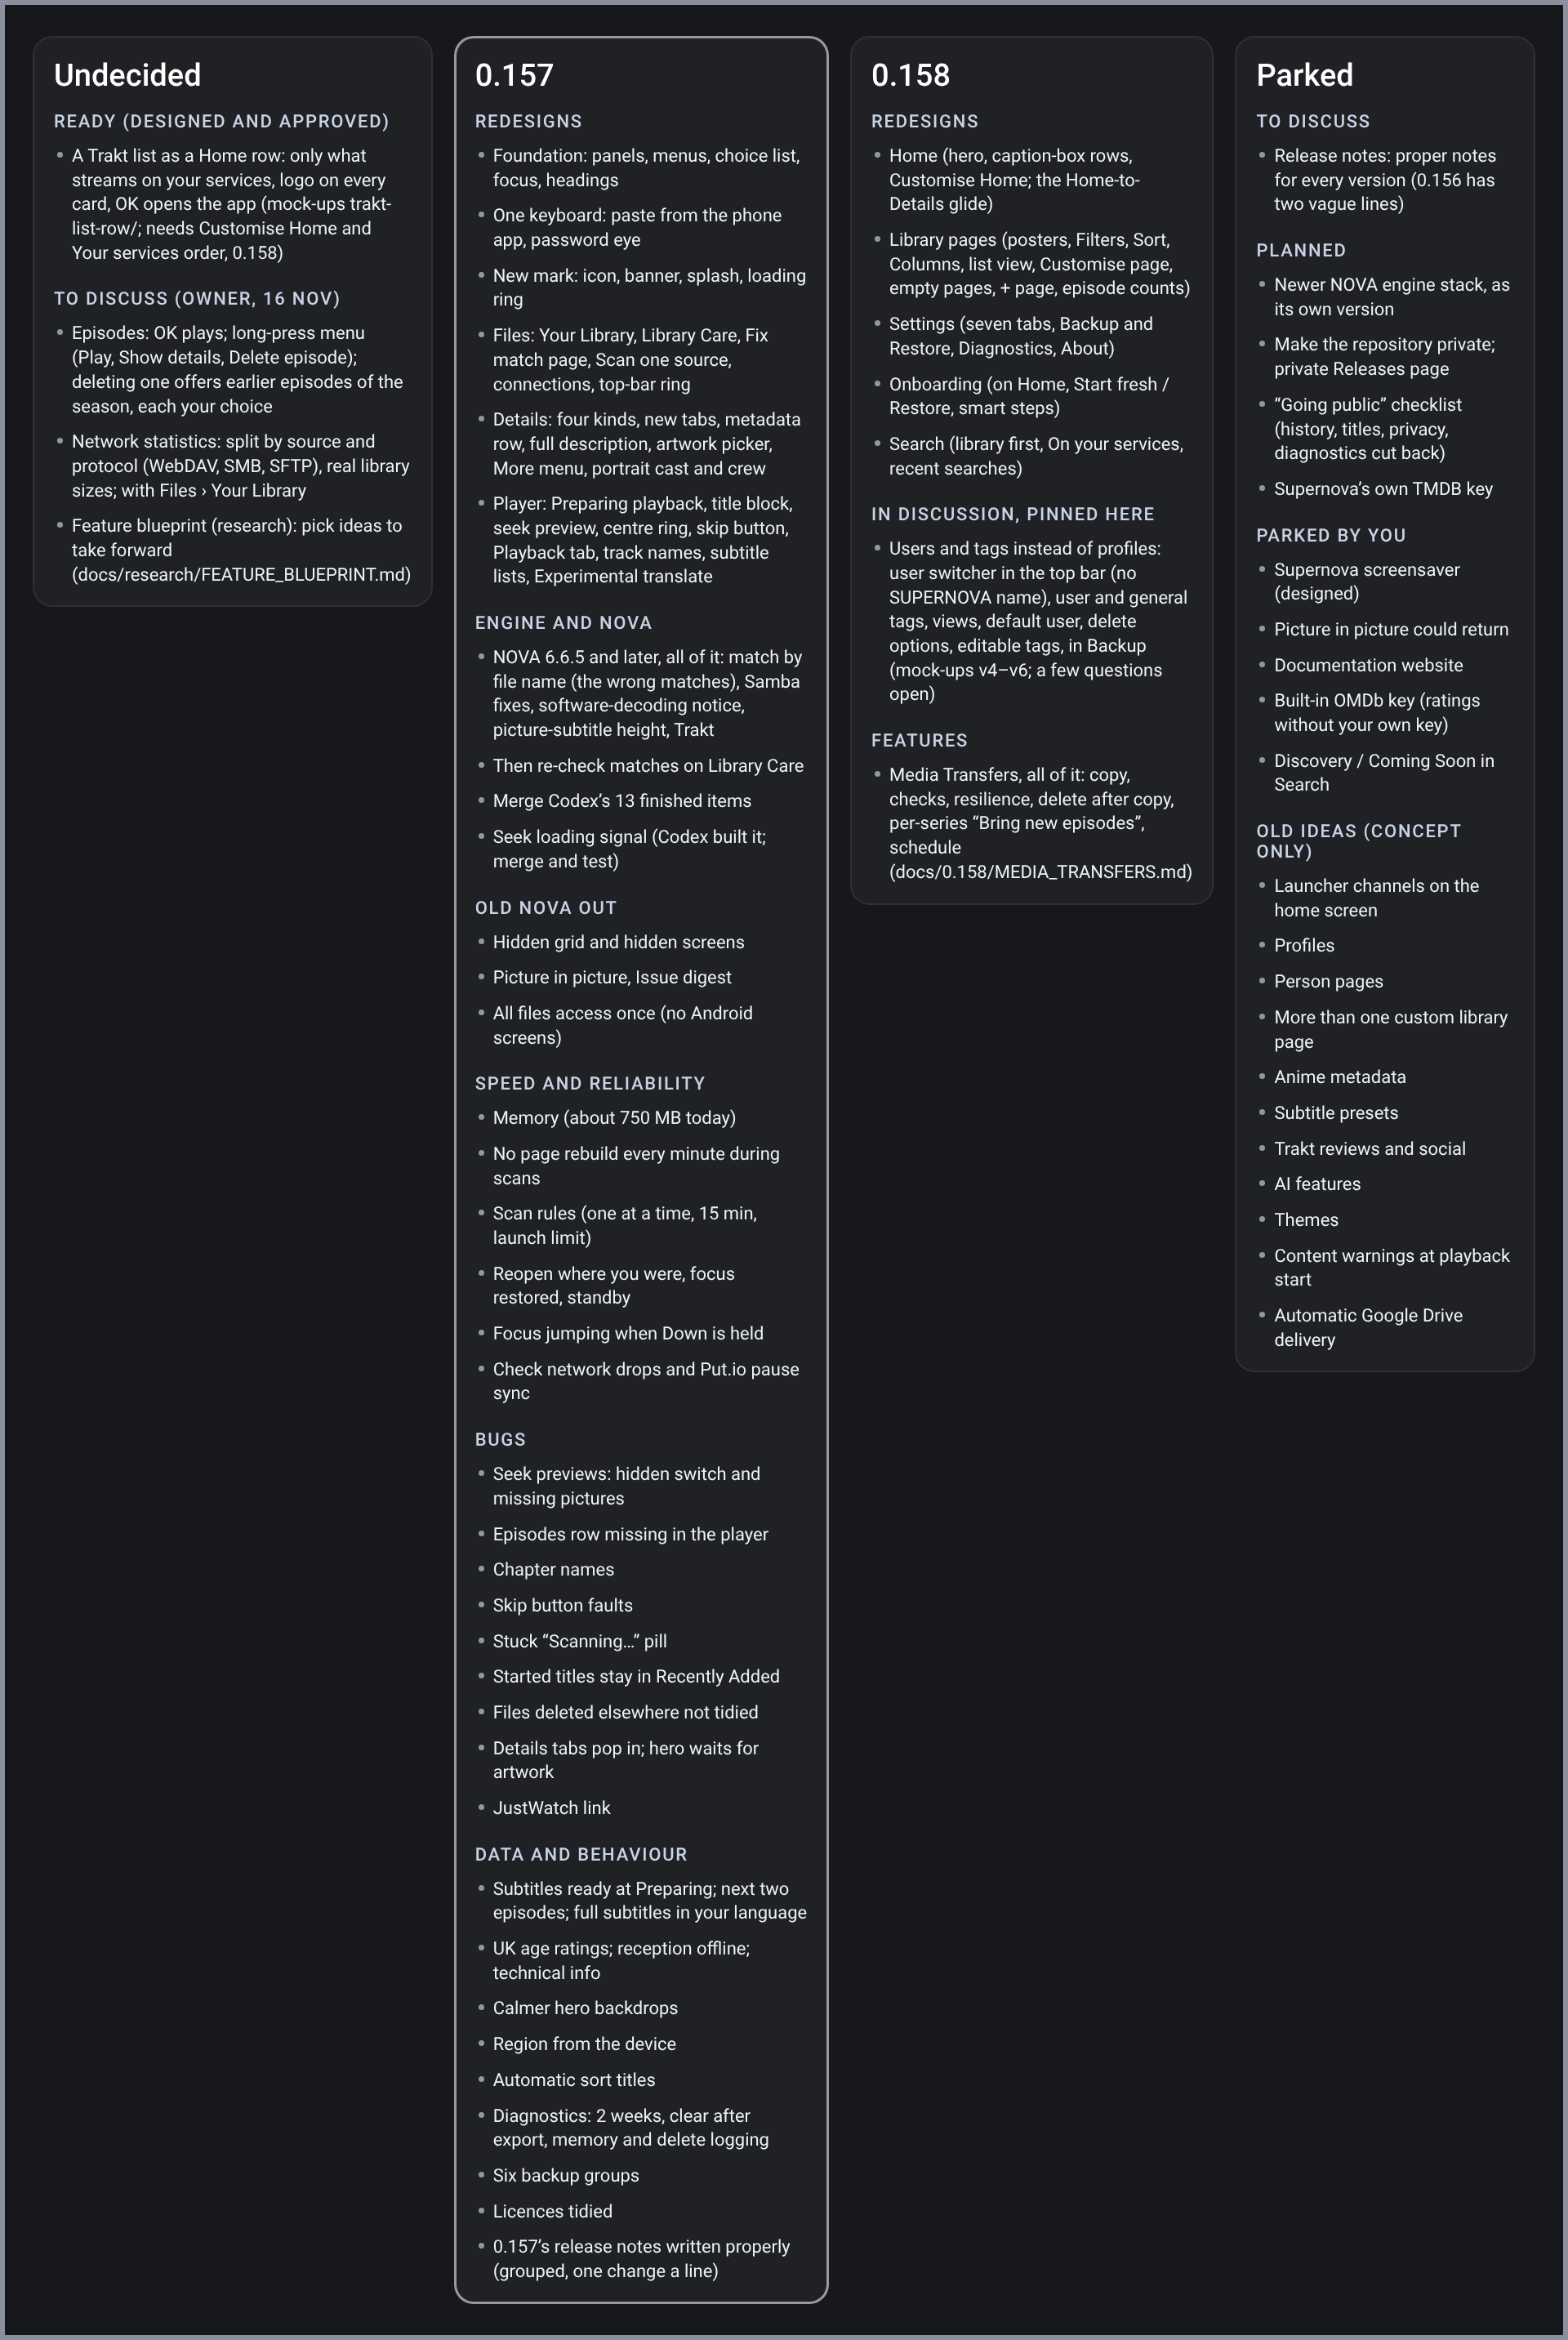 Undecided
READY (DESIGNED AND APPROVED)
• A Trakt list as a Home row: only what
streams on your services, logo on every
card, OK opens the app (mock-ups trakt-
list-row/; needs Customise Home and
Your services order, 0.158)
TO DISCUSS (OWNER, 16 NOV)
• Episodes: OK plays; long-press menu
(Play, Show details, Delete episode);
deleting one offers earlier episodes of the
season, each your choice
• Network statistics: split by source and
protocol (WebDAV, SMB, SFTP), real library
sizes; with Files › Your Library
• Feature blueprint (research): pick ideas to
take forward
(docs/research/FEATURE_BLUEPRINT.md)
0.157
REDESIGNS
• Foundation: panels, menus, choice list,
focus, headings
• One keyboard: paste from the phone
app, password eye
• New mark: icon, banner, splash, loading
ring
• Files: Your Library, Library Care, Fix
match page, Scan one source,
connections, top-bar ring
• Details: four kinds, new tabs, metadata
row, full description, artwork picker,
More menu, portrait cast and crew
• Player: Preparing playback, title block,
seek preview, centre ring, skip button,
Playback tab, track names, subtitle
lists, Experimental translate
ENGINE AND NOVA
• NOVA 6.6.5 and later, all of it: match by
file name (the wrong matches), Samba
fixes, software-decoding notice,
picture-subtitle height, Trakt
• Then re-check matches on Library Care
• Merge Codex’s 13 finished items
• Seek loading signal (Codex built it;
merge and test)
OLD NOVA OUT
• Hidden grid and hidden screens
• Picture in picture, Issue digest
• All files access once (no Android
screens)
SPEED AND RELIABILITY
• Memory (about 750 MB today)
• No page rebuild every minute during
scans
• Scan rules (one at a time, 15 min,
launch limit)
• Reopen where you were, focus
restored, standby
• Focus jumping when Down is held
• Check network drops and Put.io pause
sync
BUGS
• Seek previews: hidden switch and
missing pictures
• Episodes row missing in the player
• Chapter names
• Skip button faults
• Stuck “Scanning…” pill
• Started titles stay in Recently Added
• Files deleted elsewhere not tidied
• Details tabs pop in; hero waits for
artwork
• JustWatch link
DATA AND BEHAVIOUR
• Subtitles ready at Preparing; next two
episodes; full subtitles in your language
• UK age ratings; reception offline;
technical info
• Calmer hero backdrops
• Region from the device
• Automatic sort titles
• Diagnostics: 2 weeks, clear after
export, memory and delete logging
• Six backup groups
• Licences tidied
• 0.157’s release notes written properly
(grouped, one change a line)
0.158
REDESIGNS
• Home (hero, caption-box rows,
Customise Home; the Home-to-
Details glide)
• Library pages (posters, Filters, Sort,
Columns, list view, Customise page,
empty pages, + page, episode counts)
• Settings (seven tabs, Backup and
Restore, Diagnostics, About)
• Onboarding (on Home, Start fresh /
Restore, smart steps)
• Search (library first, On your services,
recent searches)
IN DISCUSSION, PINNED HERE
• Users and tags instead of profiles:
user switcher in the top bar (no
SUPERNOVA name), user and general
tags, views, default user, delete
options, editable tags, in Backup
(mock-ups v4–v6; a few questions
open)
FEATURES
• Media Transfers, all of it: copy,
checks, resilience, delete after copy,
per-series “Bring new episodes”,
schedule
(docs/0.158/MEDIA_TRANSFERS.md)
Parked
TO DISCUSS
• Release notes: proper notes
for every version (0.156 has
two vague lines)
PLANNED
• Newer NOVA engine stack, as
its own version
• Make the repository private;
private Releases page
• “Going public” checklist
(history, titles, privacy,
diagnostics cut back)
• Supernova’s own TMDB key
PARKED BY YOU
• Supernova screensaver
(designed)
• Picture in picture could return
• Documentation website
• Built-in OMDb key (ratings
without your own key)
• Discovery / Coming Soon in
Search
OLD IDEAS (CONCEPT
ONLY)
• Launcher channels on the
home screen
• Profiles
• Person pages
• More than one custom library
page
• Anime metadata
• Subtitle presets
• Trakt reviews and social
• AI features
• Themes
• Content warnings at playback
start
• Automatic Google Drive
delivery